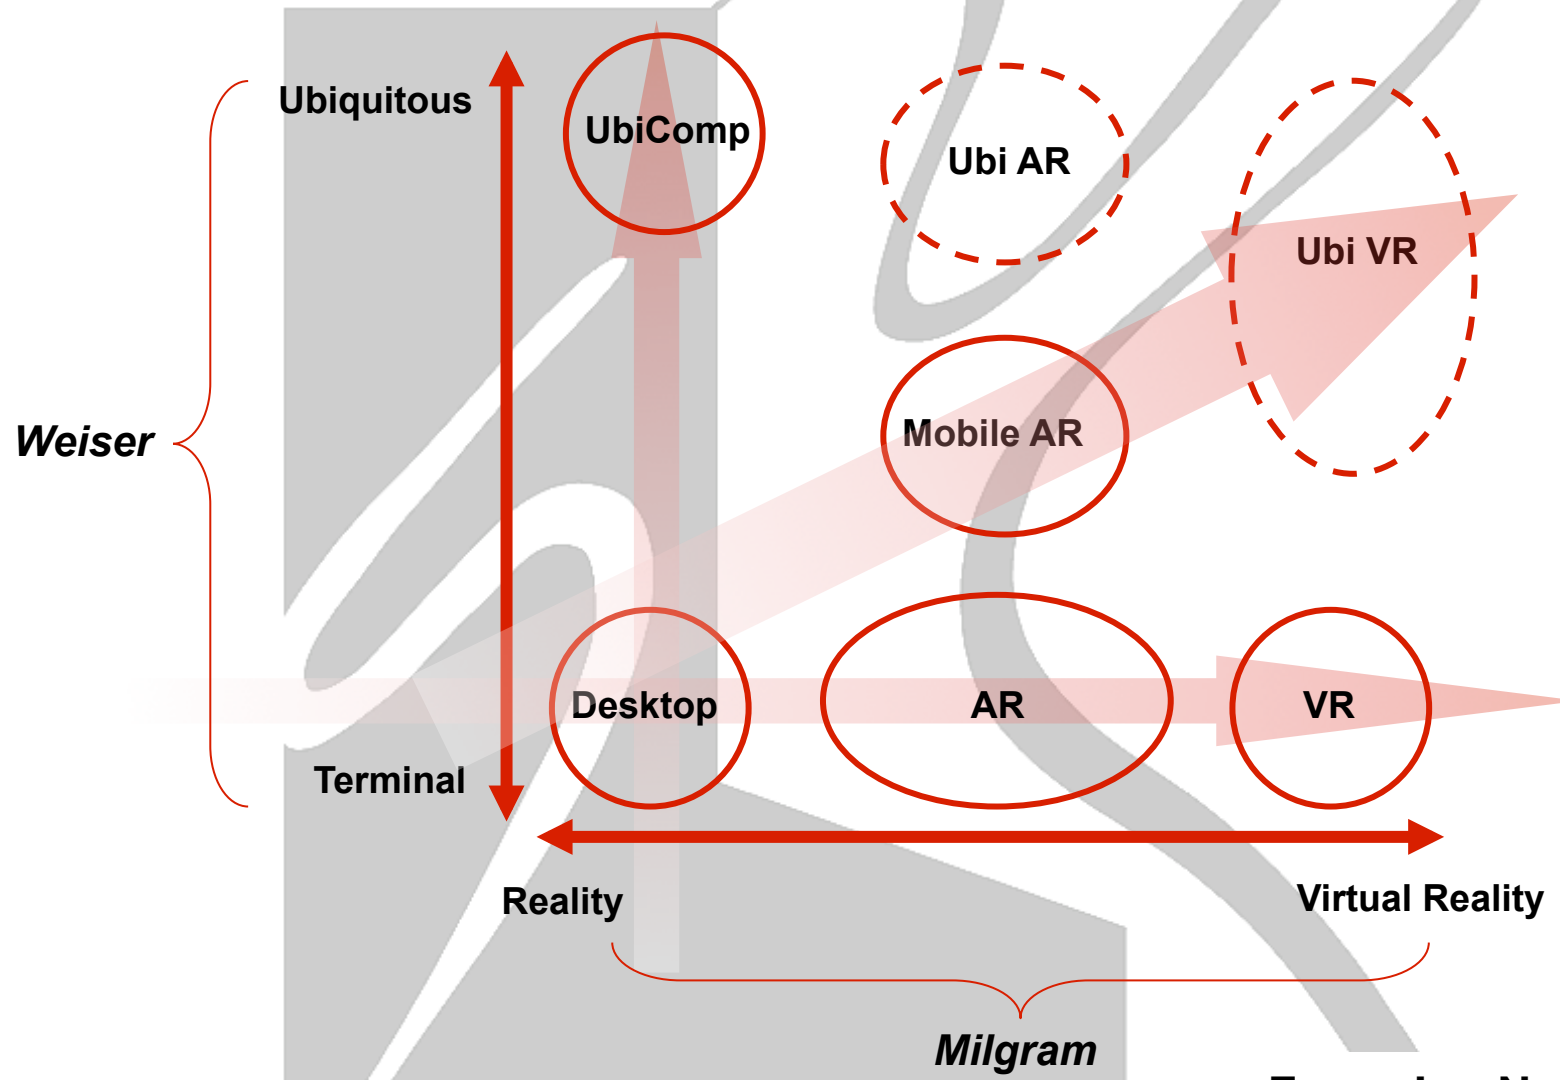 Ubiquitous
UbiComp
Ubi AR
Ubi VR
Weiser
Mobile AR
Desktop
AR
VR
Terminal
Reality
Virtual Reality
Milgram